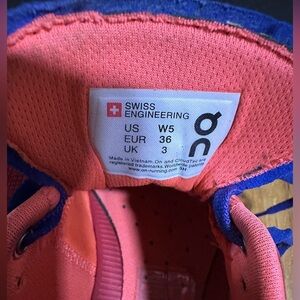 SWISS
ENGINEERING
US W5
EUR 36
UK 3
On
Made in Vietnam. On and CloudTec are
registered trademarks. Worldwide patents
www.on-running.com